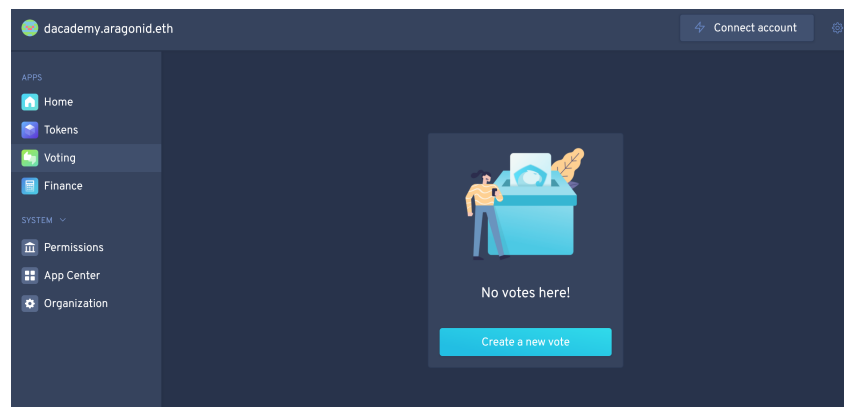 dacademy.aragonid.eth
Connect account
APPS
Home
Tokens
Voting
Finance
SYSTEM
Permissions
App Center
Organization
No votes here!
Create a new vote